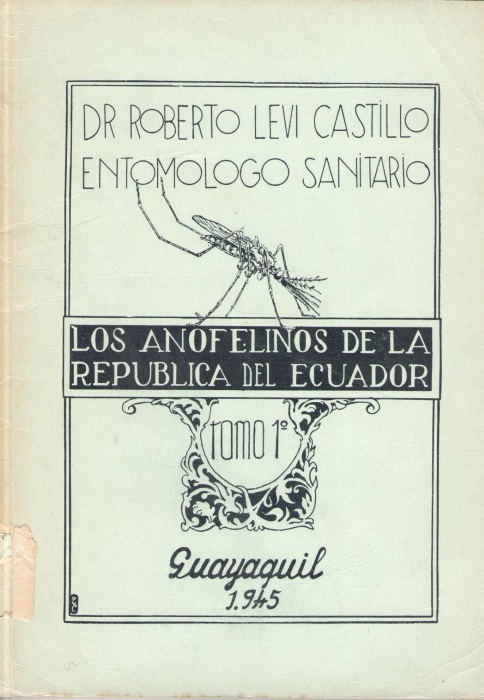 DR ROBERTO LEVI CASTILLO
ENTOMOLOGO SANITARIO
LOS ANOFELINOS DE LA
REPUBLICA DEL ECUADOR
TOMO 1º
Guayaquil
1.945